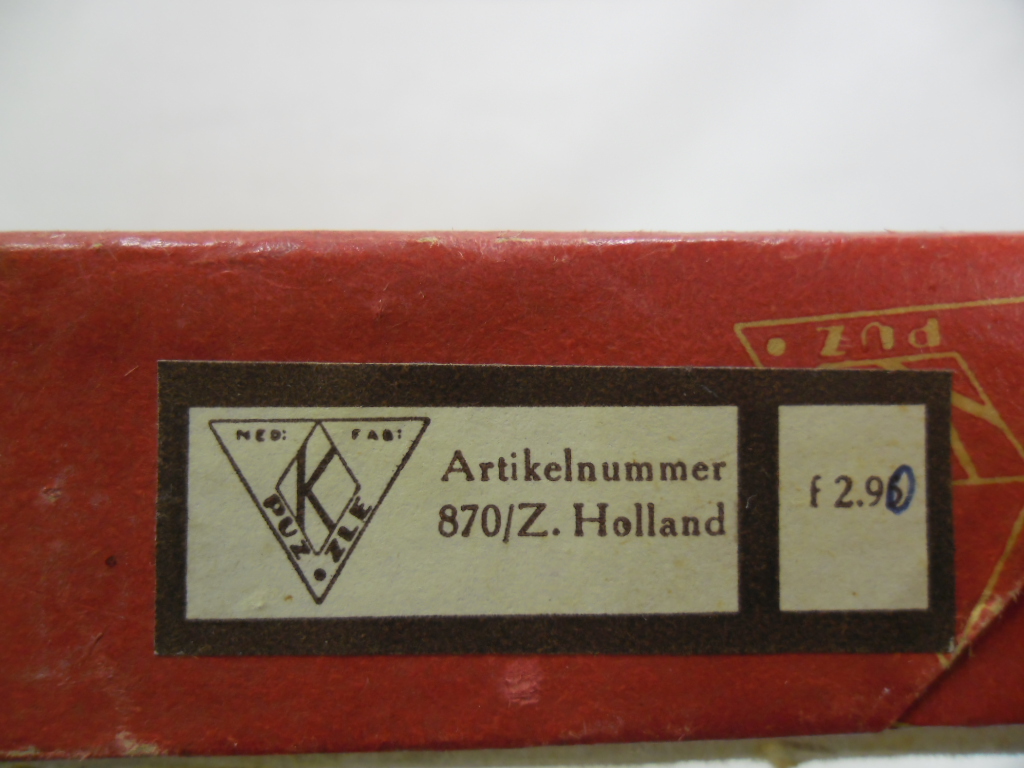 PUZ
NED: FAB:
K
PUZ ZLE
Artikelnummer
870/Z. Holland
f 2.90